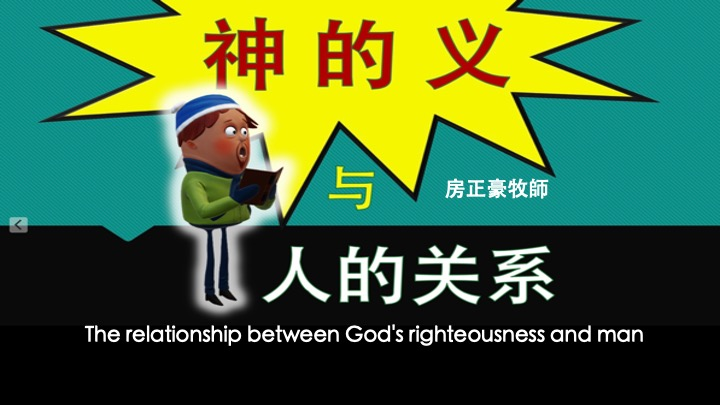 神的义
与
房正豪牧師
人的关系
The relationship between God's righteousness and man